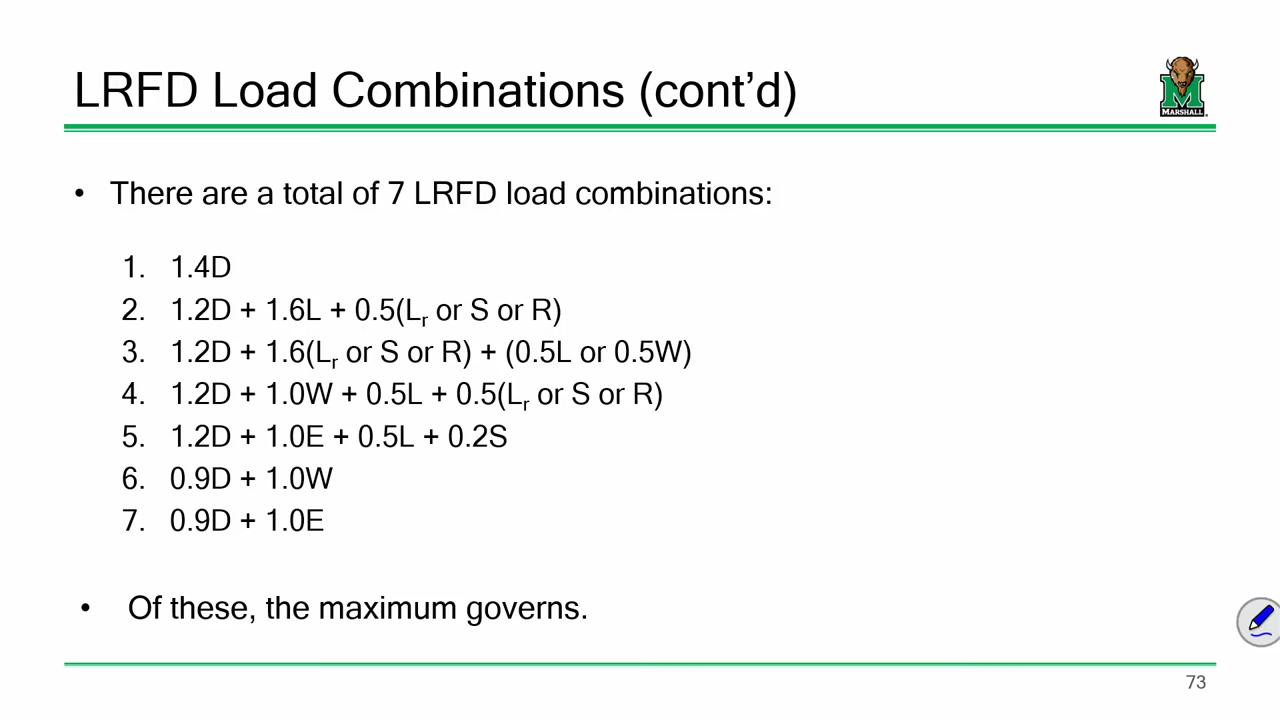 LRFD Load Combinations (cont’d)
MARSHALL
• There are a total of 7 LRFD load combinations:
1. 1.4D
2. 1.2D + 1.6L + 0.5(Lr or S or R)
3. 1.2D + 1.6(Lr or S or R) + (0.5L or 0.5W)
4. 1.2D + 1.0W + 0.5L + 0.5(Lr or S or R)
5. 1.2D + 1.0E + 0.5L + 0.2S
6. 0.9D + 1.0W
7. 0.9D + 1.0E
• Of these, the maximum governs.
73